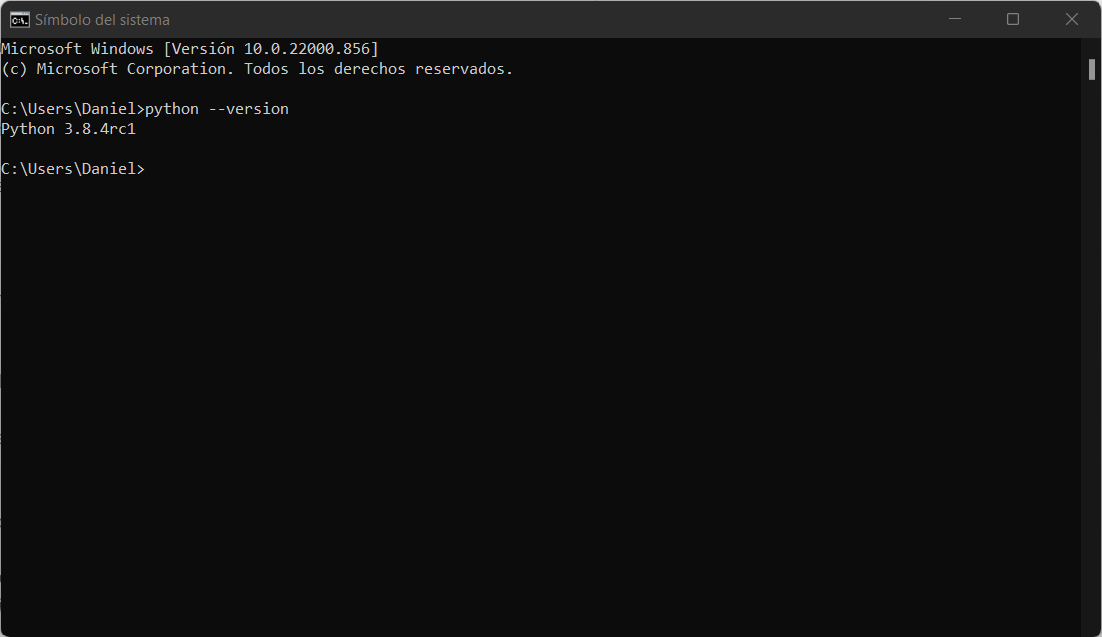 Símbolo del sistema
Microsoft Windows [Versión 10.0.22000.856]
(c) Microsoft Corporation. Todos los derechos reservados.
C:\Users\Daniel>python --version
Python 3.8.4rc1
C:\Users\Daniel>